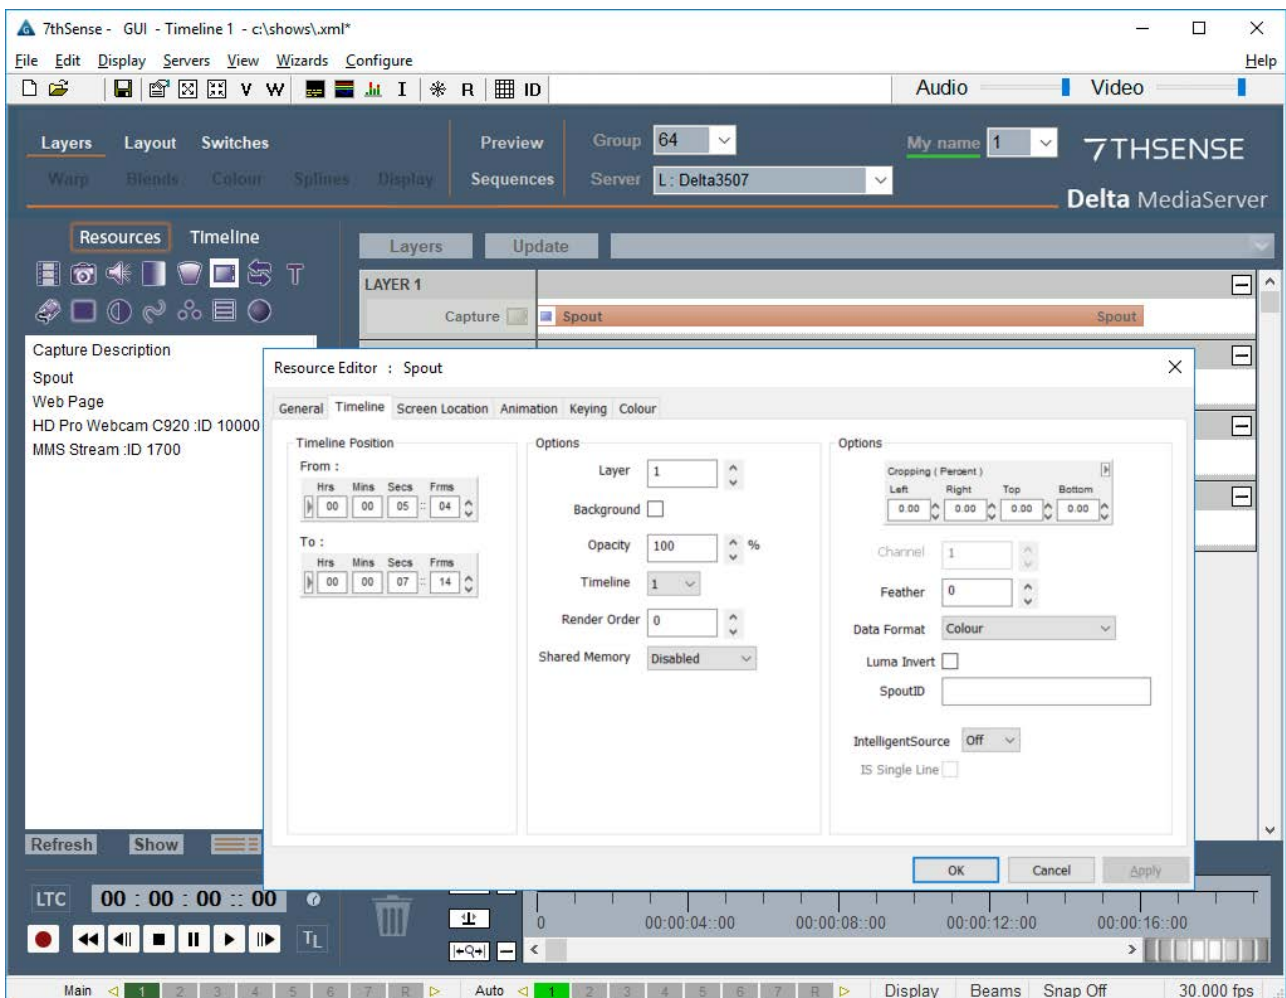 7thSense - GUI - Timeline 1 - c:\shows\.xml*
File Edit Display Servers View Wizards Configure Help
V W I R ID Audio Video
Layers Layout Switches Preview Group 64 My name 1 7THSENSE
Warp Blends Colour Splines Display Sequences Server L : Delta3507 Delta MediaServer
Resources Timeline
Layers Update
T
LAYER 1
Capture Spout Spout
Capture Description
Spout
Web Page
HD Pro Webcam C920 :ID 10000
MMS Stream :ID 1700
Resource Editor : Spout
General Timeline Screen Location Animation Keying Colour
Timeline Position
From :
Hrs Mins Secs Frms
00 00 05 :: 04
To :
Hrs Mins Secs Frms
00 00 07 :: 14
Options
Layer 1
Background
Opacity 100 %
Timeline 1
Render Order 0
Shared Memory Disabled
Options
Cropping ( Percent )
Left Right Top Bottom
0.00 0.00 0.00 0.00
Channel 1
Feather 0
Data Format Colour
Luma Invert
SpoutID
IntelligentSource Off
IS Single Line
OK Cancel Apply
Refresh Show
LTC 00 : 00 : 00 :: 00
TL
0 00:00:04::00 00:00:08::00 00:00:12::00 00:00:16::00
Main 1 2 3 4 5 6 7 R Auto 1 2 3 4 5 6 7 R Display Beams Snap Off 30.000 fps